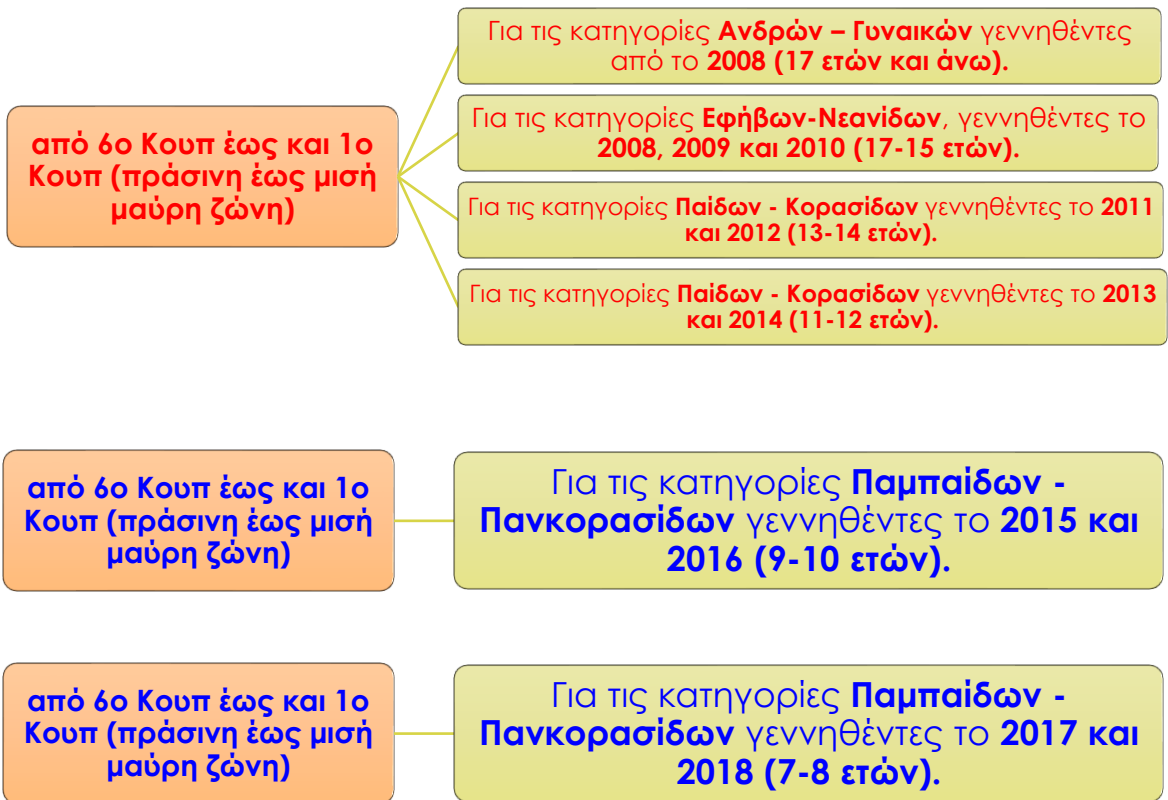 από 6ο Κουπ έως και 1ο
Κουπ (πράσινη έως μισή
μαύρη ζώνη)
Για τις κατηγορίες Ανδρών – Γυναικών γεννηθέντες
από το 2008 (17 ετών και άνω).
Για τις κατηγορίες Εφήβων-Νεανίδων, γεννηθέντες το
2008, 2009 και 2010 (17-15 ετών).
Για τις κατηγορίες Παίδων - Κορασίδων γεννηθέντες το 2011
και 2012 (13-14 ετών).
Για τις κατηγορίες Παίδων - Κορασίδων γεννηθέντες το 2013
και 2014 (11-12 ετών).
από 6ο Κουπ έως και 1ο
Κουπ (πράσινη έως μισή
μαύρη ζώνη)
Για τις κατηγορίες Παμπαίδων -
Πανκορασίδων γεννηθέντες το 2015 και
2016 (9-10 ετών).
από 6ο Κουπ έως και 1ο
Κουπ (πράσινη έως μισή
μαύρη ζώνη)
Για τις κατηγορίες Παμπαίδων -
Πανκορασίδων γεννηθέντες το 2017 και
2018 (7-8 ετών).